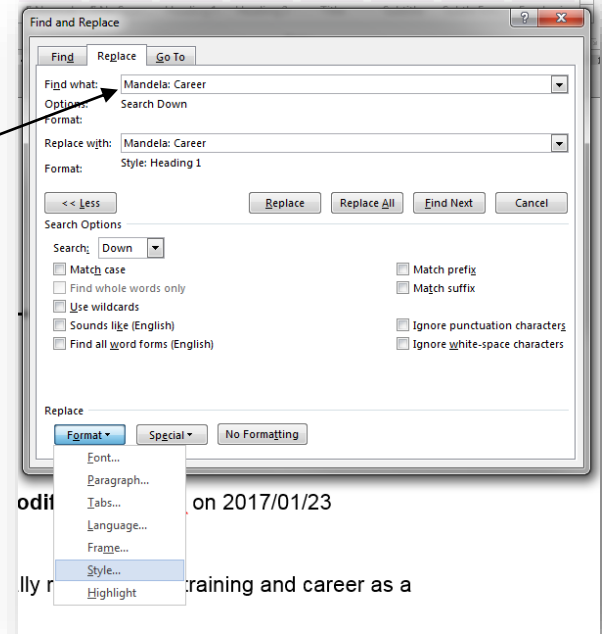 Find and Replace
Find Replace Go To
Find what: Mandela: Career
Options: Search Down
Format:
Replace with: Mandela: Career
Format: Style: Heading 1
<< Less Replace Replace All Find Next Cancel
Search Options
Search: Down
Match case Match prefix
Find whole words only Match suffix
Use wildcards
Sounds like (English) Ignore punctuation characters
Find all word forms (English) Ignore white-space characters
Replace
Format Special No Formatting
Font...
Paragraph...
Tabs...
on 2017/01/23
Language...
Frame...
Style...
training and career as a
Highlight